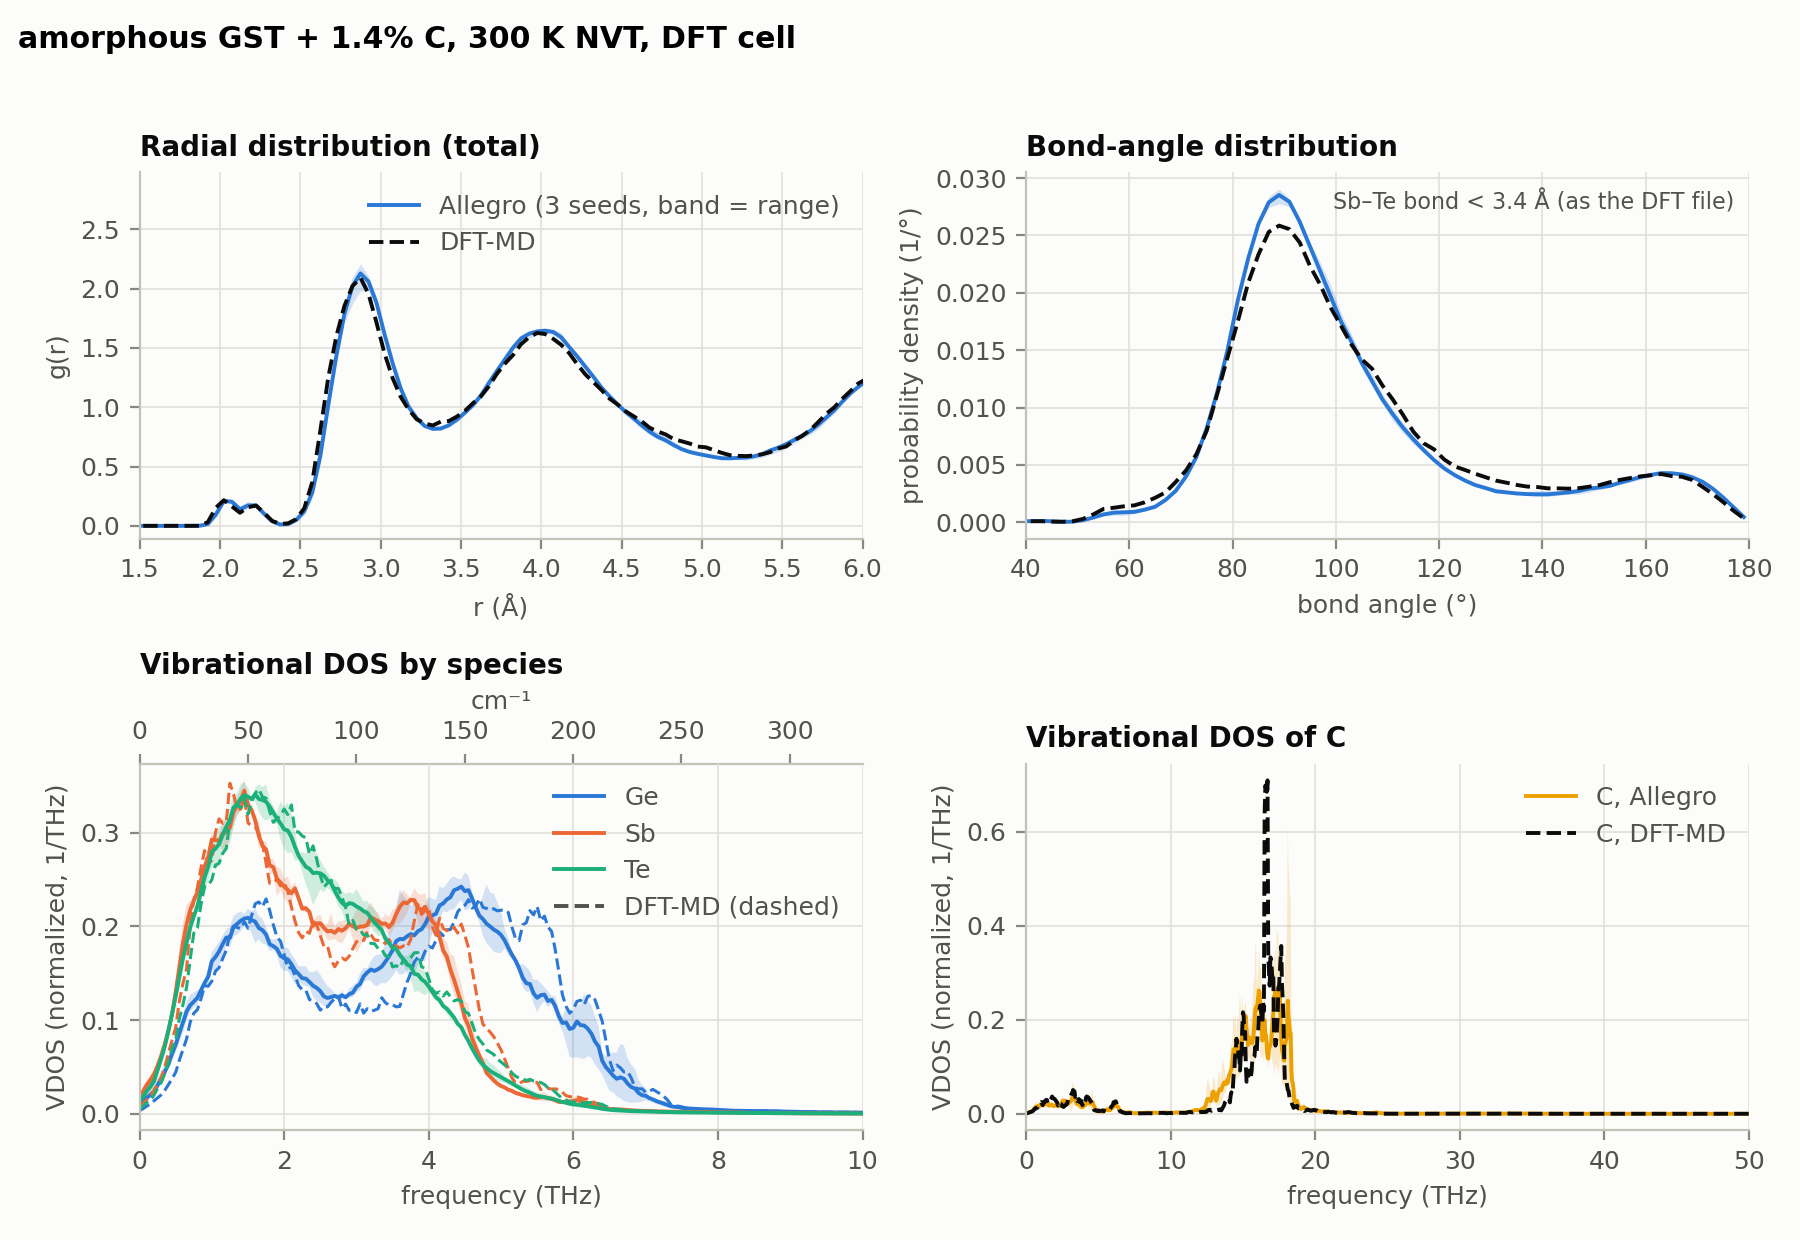 amorphous GST + 1.4% C, 300 K NVT, DFT cell
Radial distribution (total)
Allegro (3 seeds, band = range)
DFT-MD
g(r)
2.5
2.0
1.5
1.0
0.5
0.0
1.5 2.0 2.5 3.0 3.5 4.0 4.5 5.0 5.5 6.0
r (Å)
Bond-angle distribution
Sb–Te bond < 3.4 Å (as the DFT file)
probability density (1/°)
0.030
0.025
0.020
0.015
0.010
0.005
0.000
40 60 80 100 120 140 160 180
bond angle (°)
Vibrational DOS by species
cm⁻¹
0 50 100 150 200 250 300
Ge
Sb
Te
DFT-MD (dashed)
VDOS (normalized, 1/THz)
0.3
0.2
0.1
0.0
0 2 4 6 8 10
frequency (THz)
Vibrational DOS of C
C, Allegro
C, DFT-MD
VDOS (normalized, 1/THz)
0.6
0.4
0.2
0.0
0 10 20 30 40 50
frequency (THz)